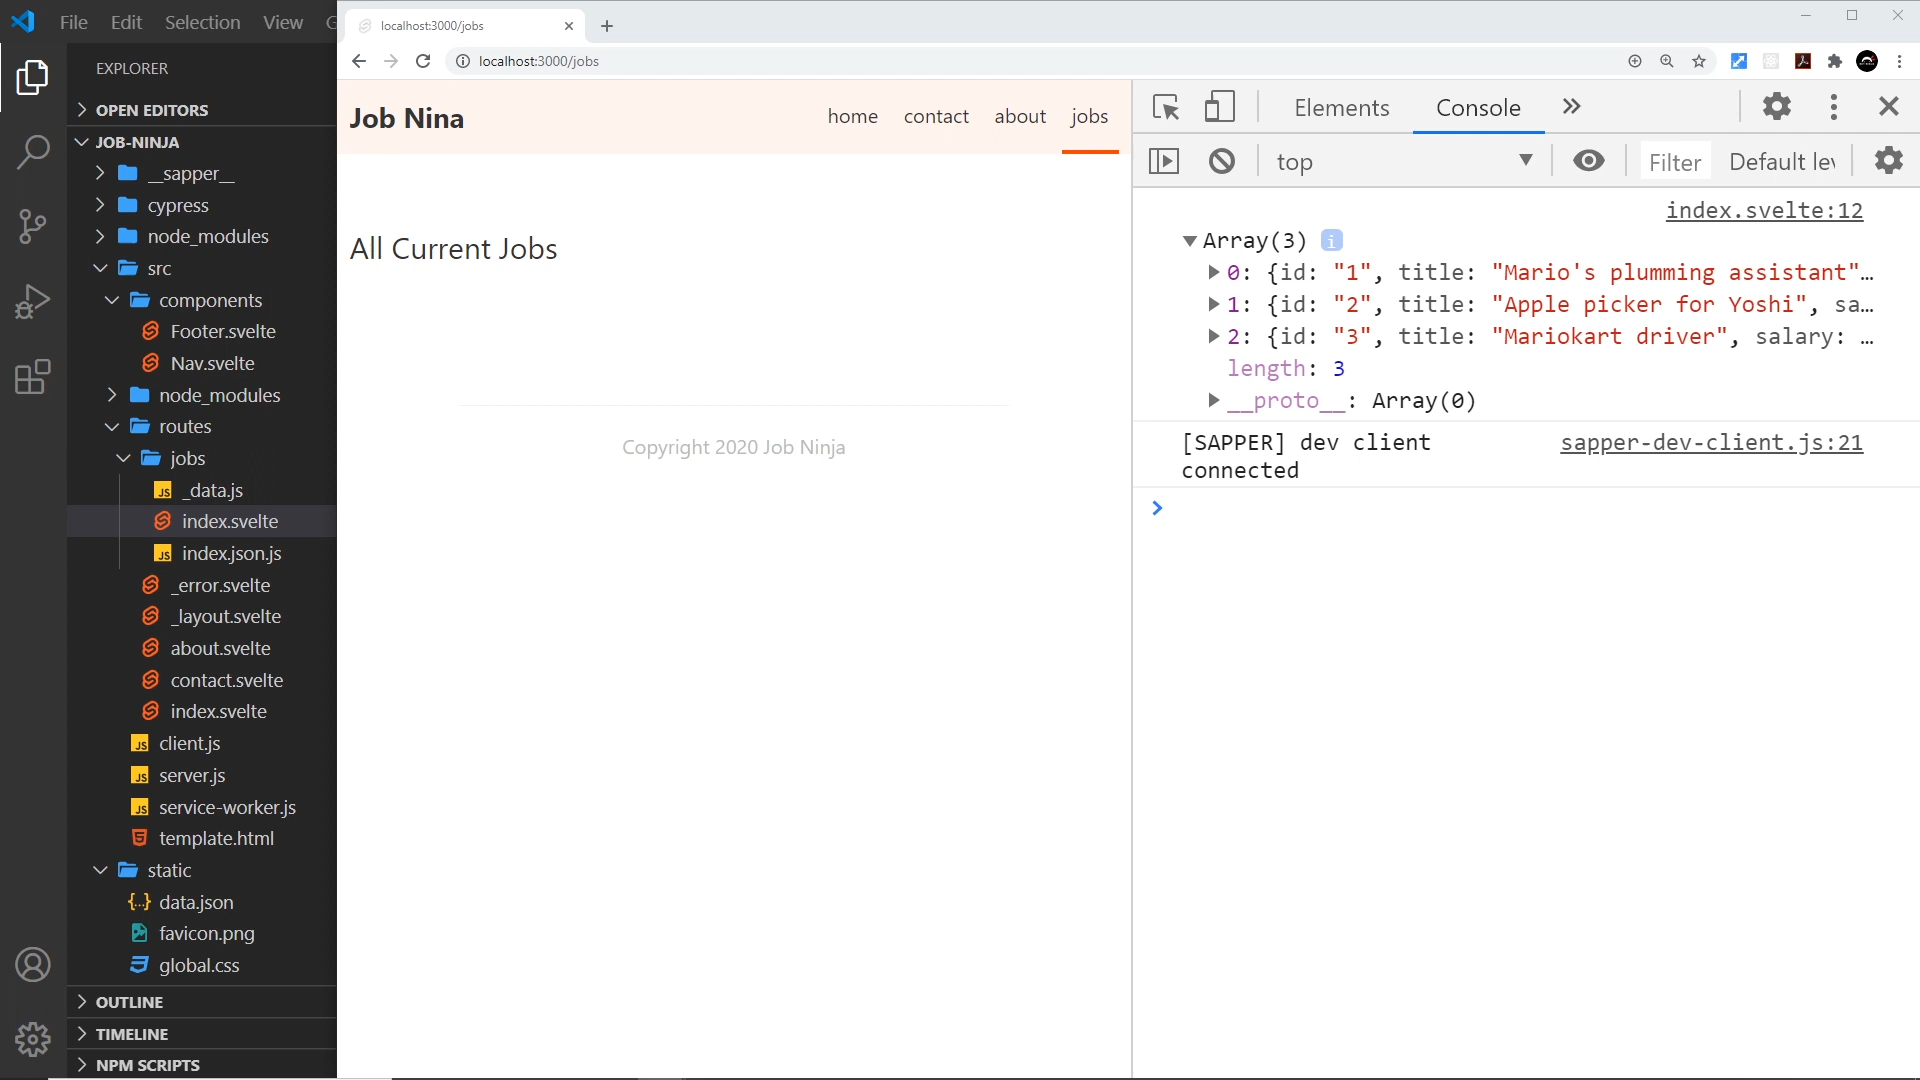 File Edit Selection View G
EXPLORER
OPEN EDITORS
JOB-NINJA
__sapper__
cypress
node_modules
src
components
Footer.svelte
Nav.svelte
node_modules
routes
jobs
_data.js
index.svelte
index.json.js
_error.svelte
_layout.svelte
about.svelte
contact.svelte
index.svelte
client.js
server.js
service-worker.js
template.html
static
data.json
favicon.png
global.css
OUTLINE
TIMELINE
NPM SCRIPTS
localhost:3000/jobs
localhost:3000/jobs
Job Nina
home contact about jobs
All Current Jobs
Copyright 2020 Job Ninja
Elements Console
top Filter Default lev
index.svelte:12
Array(3) i
0: {id: "1", title: "Mario's plumming assistant"…
1: {id: "2", title: "Apple picker for Yoshi", sa…
2: {id: "3", title: "Mariokart driver", salary: …
length: 3
__proto__: Array(0)
[SAPPER] dev client sapper-dev-client.js:21
connected